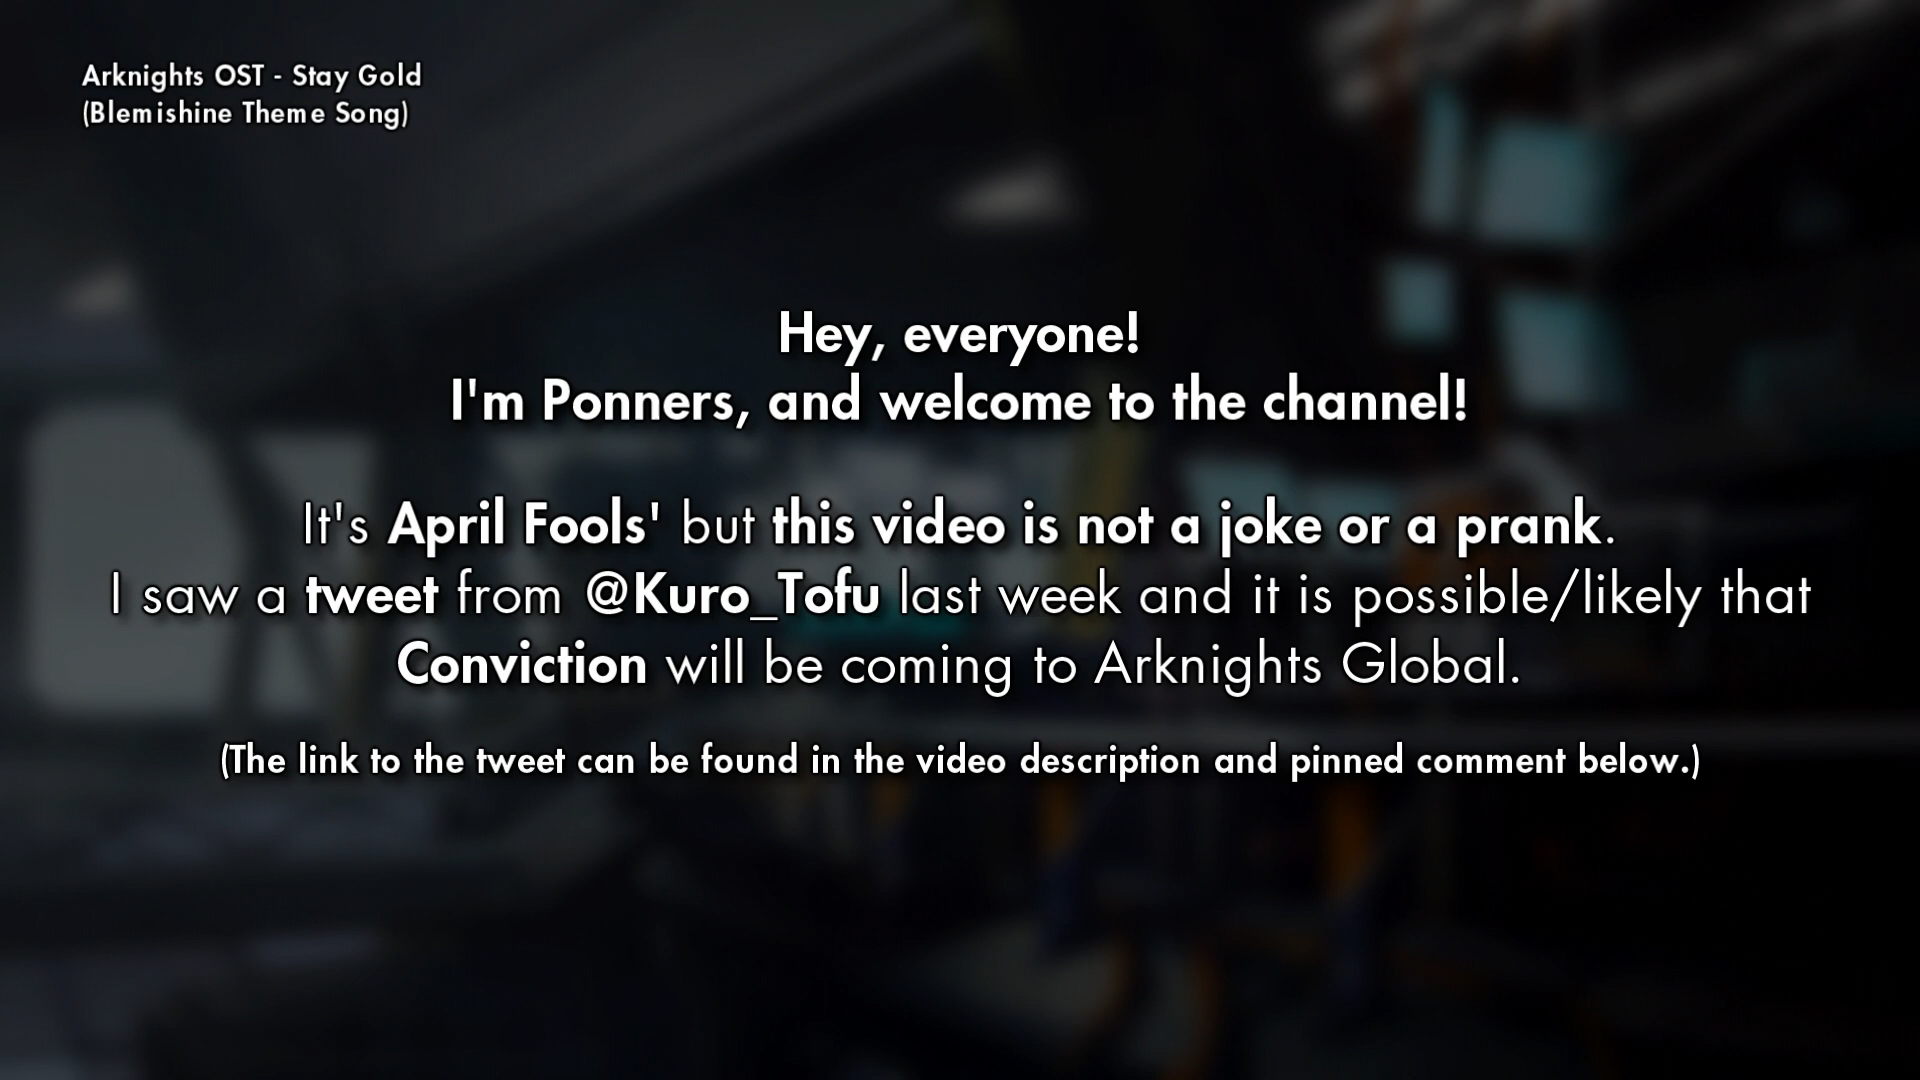 Arknights OST - Stay Gold
(Blemishine Theme Song)
Hey, everyone!
I'm Ponners, and welcome to the channel!
It's April Fools' but this video is not a joke or a prank.
I saw a tweet from @Kuro_Tofu last week and it is possible/likely that
Conviction will be coming to Arknights Global.
(The link to the tweet can be found in the video description and pinned comment below.)